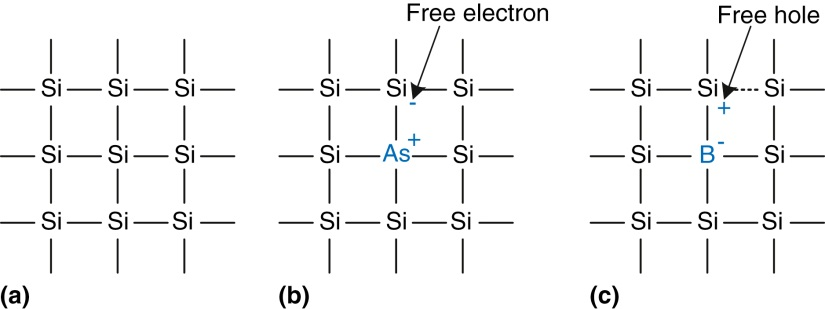 Free electron
Free hole
Si Si Si
Si Si Si
Si Si Si
Si Si Si
-
+
Si As Si
Si Si Si
Si Si Si
+
-
Si B Si
Si Si Si
(a)
(b)
(c)